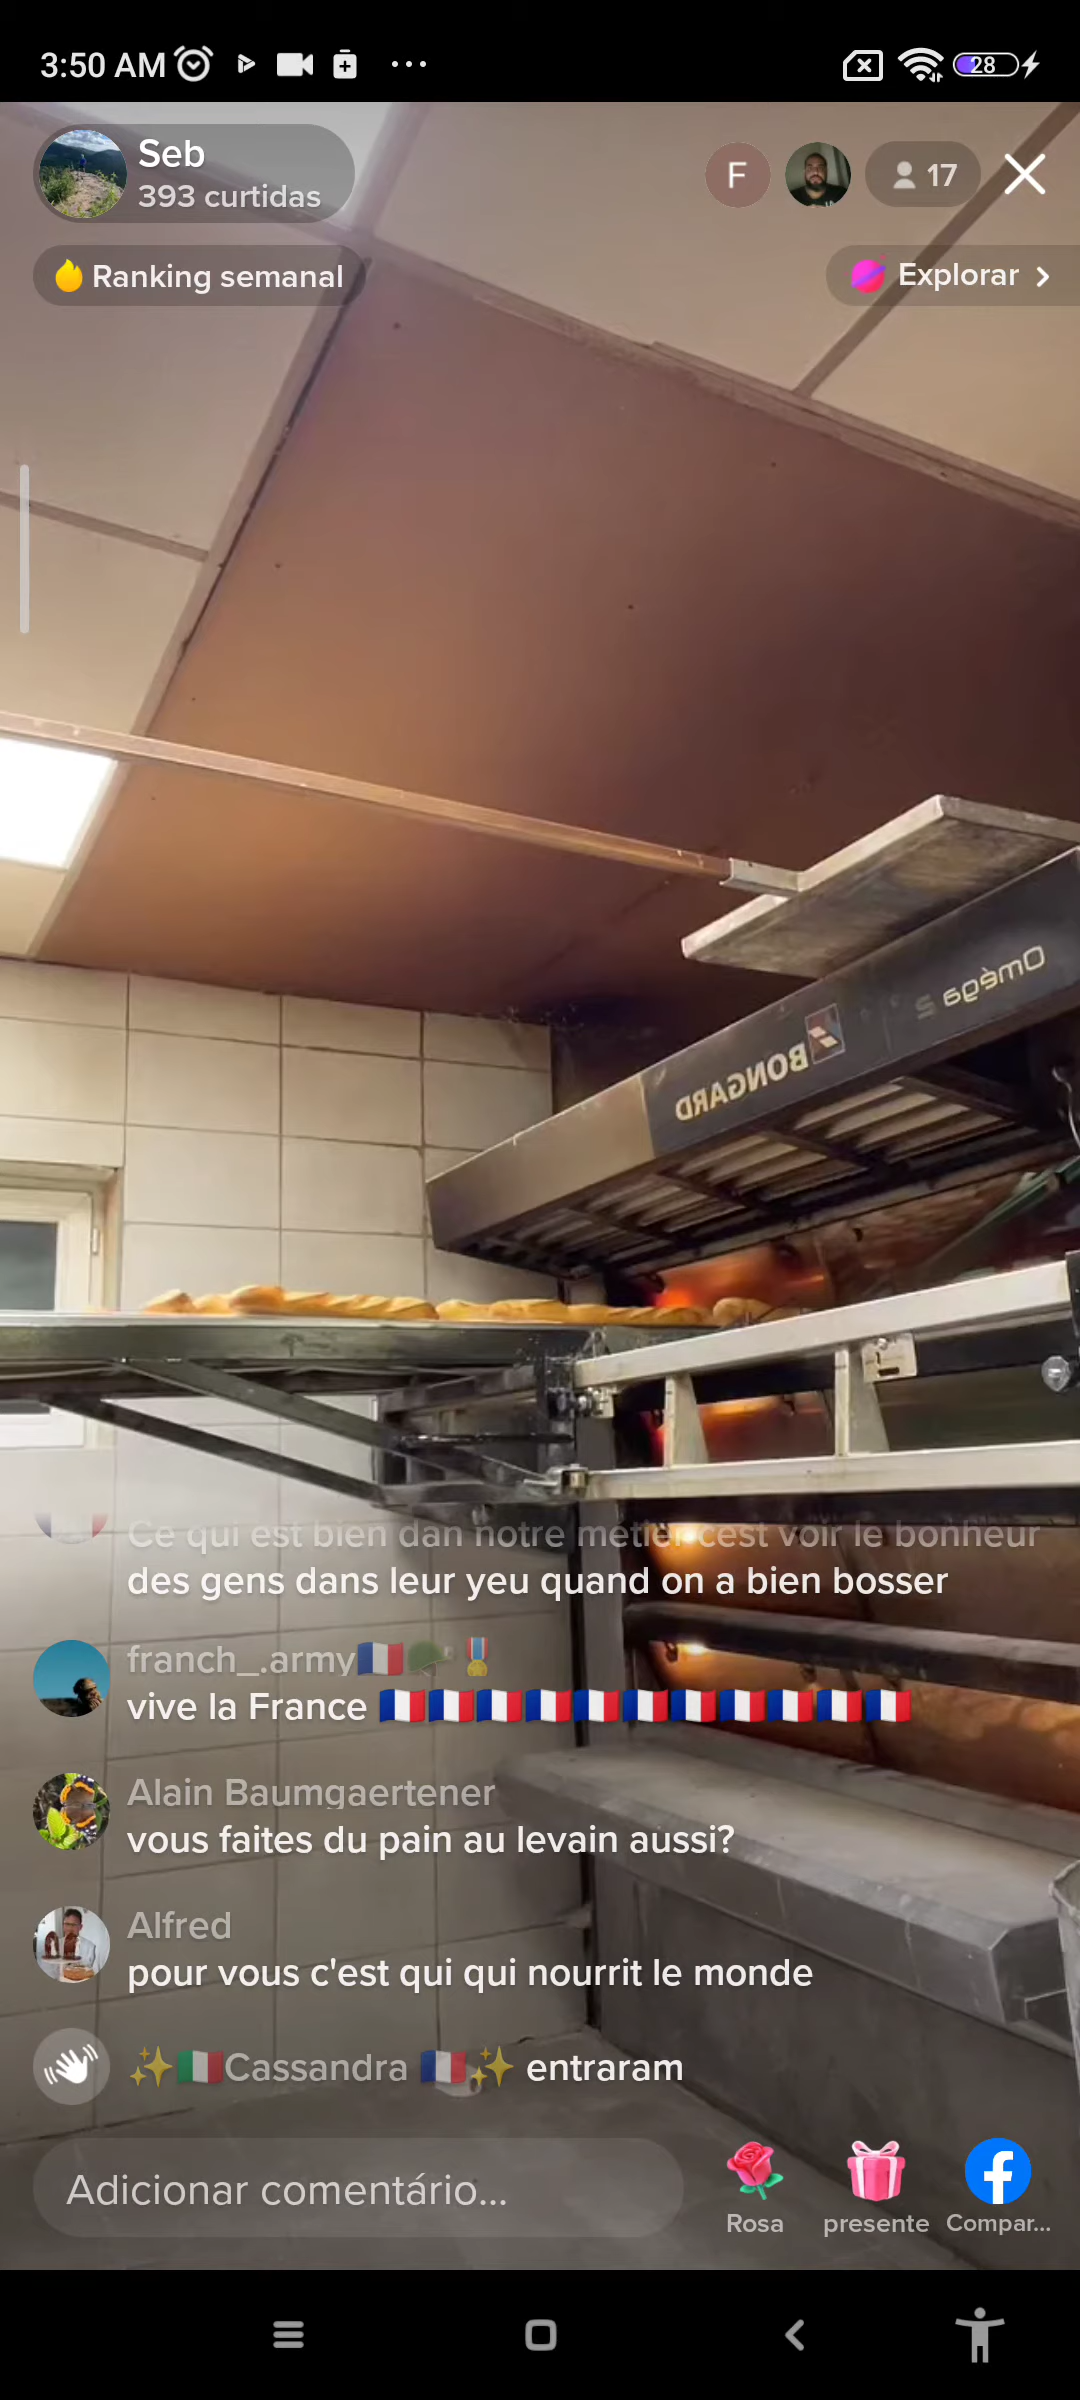 3:50 AM
28
Seb
393 curtidas
F
17
Ranking semanal
Explorar
Oméga 2
BONGARD
Ce qui est bien dan notre métier cest voir le bonheur
des gens dans leur yeu quand on a bien bosser
franch_.army🇫🇷🪖🎖️
vive la France 🇫🇷🇫🇷🇫🇷🇫🇷🇫🇷🇫🇷🇫🇷🇫🇷🇫🇷🇫🇷🇫🇷
Alain Baumgaertener
vous faites du pain au levain aussi?
Alfred
pour vous c'est qui qui nourrit le monde
✨🇮🇹Cassandra 🇫🇷✨ entraram
Adicionar comentário...
Rosa
presente
Compar...